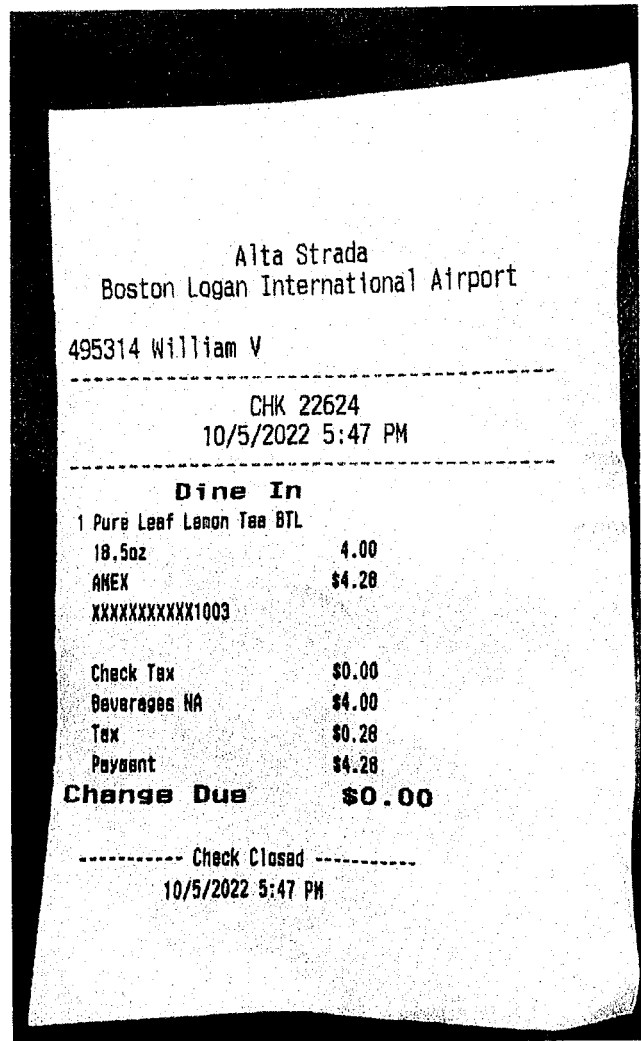 Alta Strada
Boston Logan International Airport
495314 William V
CHK 22624
10/5/2022 5:47 PM
Dine In
1 Pure Leaf Lemon Tea BTL
18.5oz 4.00
AMEX $4.28
XXXXXXXXXXX1003
Check Tax $0.00
Beverages NA $4.00
Tax $0.28
Payment $4.28
Change Due $0.00
----------- Check Closed -----------
10/5/2022 5:47 PM